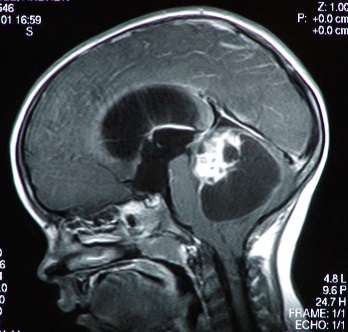 546
01 16:59
S
Z: 1.00
P: +0.0 cm
+0.0 cm
4.8 L
9.6 P
24.7 H
FRAME: 1/1
ECHO: 1/1